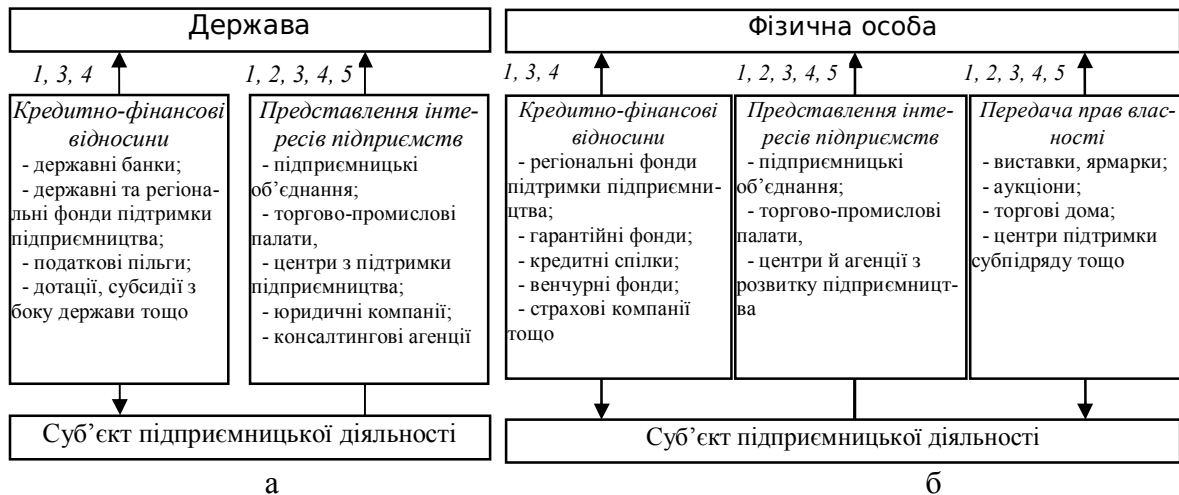 Держава
1, 3, 4
1, 2, 3, 4, 5
Кредитно-фінансові
відносини
- державні банки;
- державні та регіона-
льні фонди підтримки
підприємництва;
- податкові пільги;
- дотації, субсидії з
боку держави тощо
Представлення інте-
ресів підприємств
- підприємницькі
об’єднання;
- торгово-промислові
палати,
- центри з підтримки
підприємництва;
- юридичні компанії;
- консалтингові агенції
Суб’єкт підприємницької діяльності
а
Фізична особа
1, 3, 4
1, 2, 3, 4, 5
1, 2, 3, 4, 5
Кредитно-фінансові
відносини
- регіональні фонди
підтримки підприємни-
цтва;
- гарантійні фонди;
- кредитні спілки;
- венчурні фонди;
- страхові компанії
тощо
Представлення інте-
ресів підприємств
- підприємницькі
об’єднання;
- торгово-промислові
палати,
- центри й агенції з
розвитку підприємницт-
ва
Передача прав влас-
ності
- виставки, ярмарки;
- аукціони;
- торгові дома;
- центри підтримки
субпідряду тощо
Суб’єкт підприємницької діяльності
б